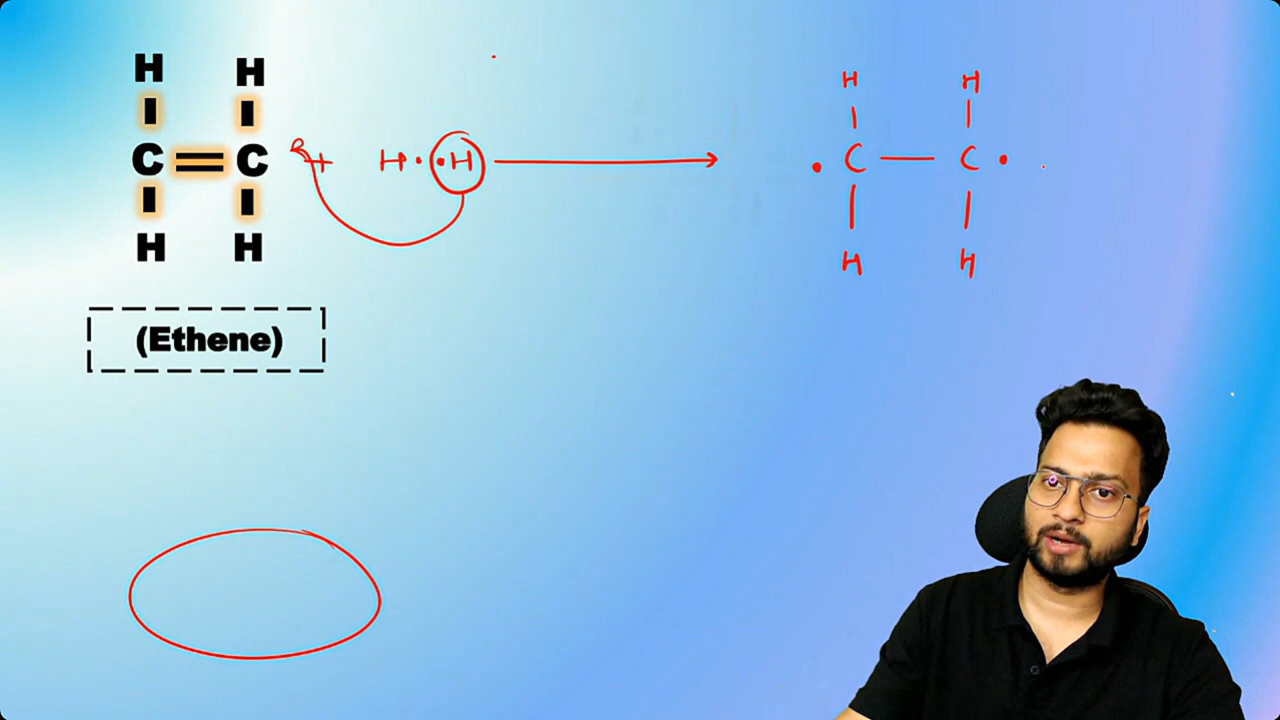 H H
C = C + H · · H → · C — C ·
H H
H H
H H
(Ethene)